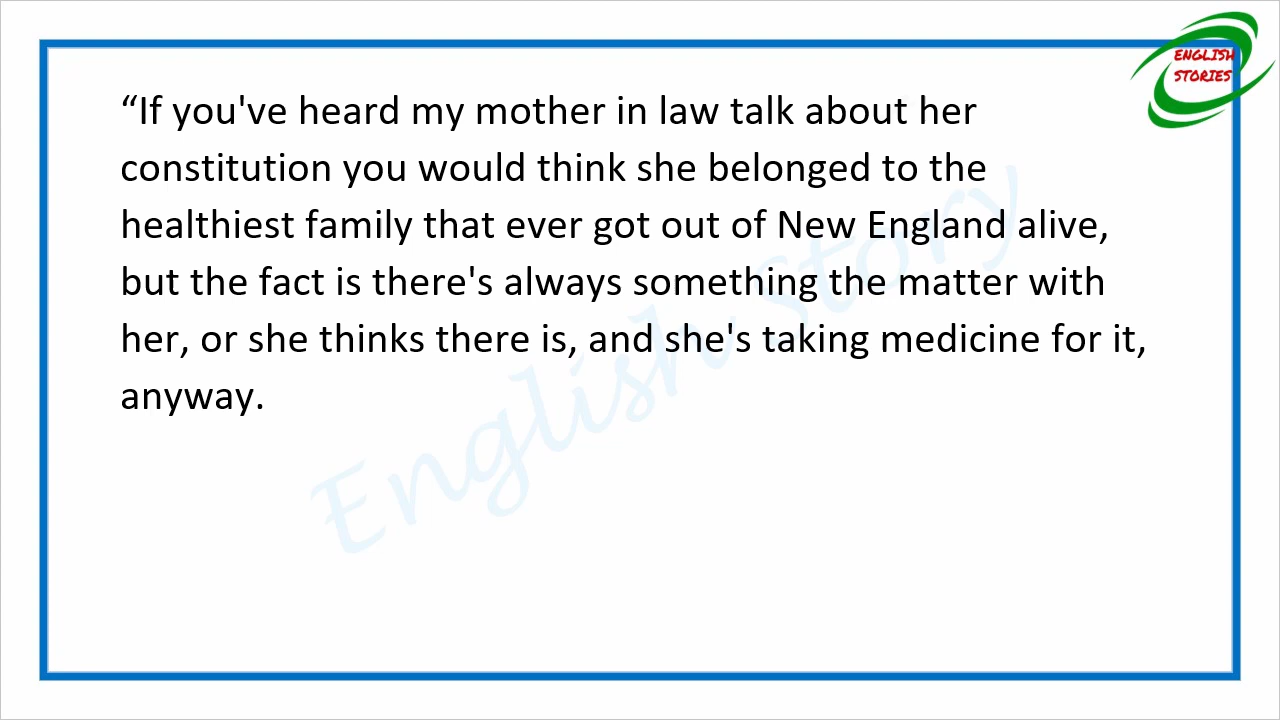 ENGLISH
STORIES
“If you've heard my mother in law talk about her
constitution you would think she belonged to the
healthiest family that ever got out of New England alive,
but the fact is there's always something the matter with
her, or she thinks there is, and she's taking medicine for it,
anyway.
English Story